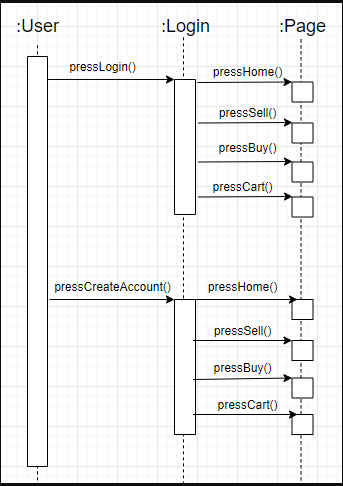 :User
:Login
:Page
pressLogin()
pressHome()
pressSell()
pressBuy()
pressCart()
pressCreateAccount()
pressHome()
pressSell()
pressBuy()
pressCart()